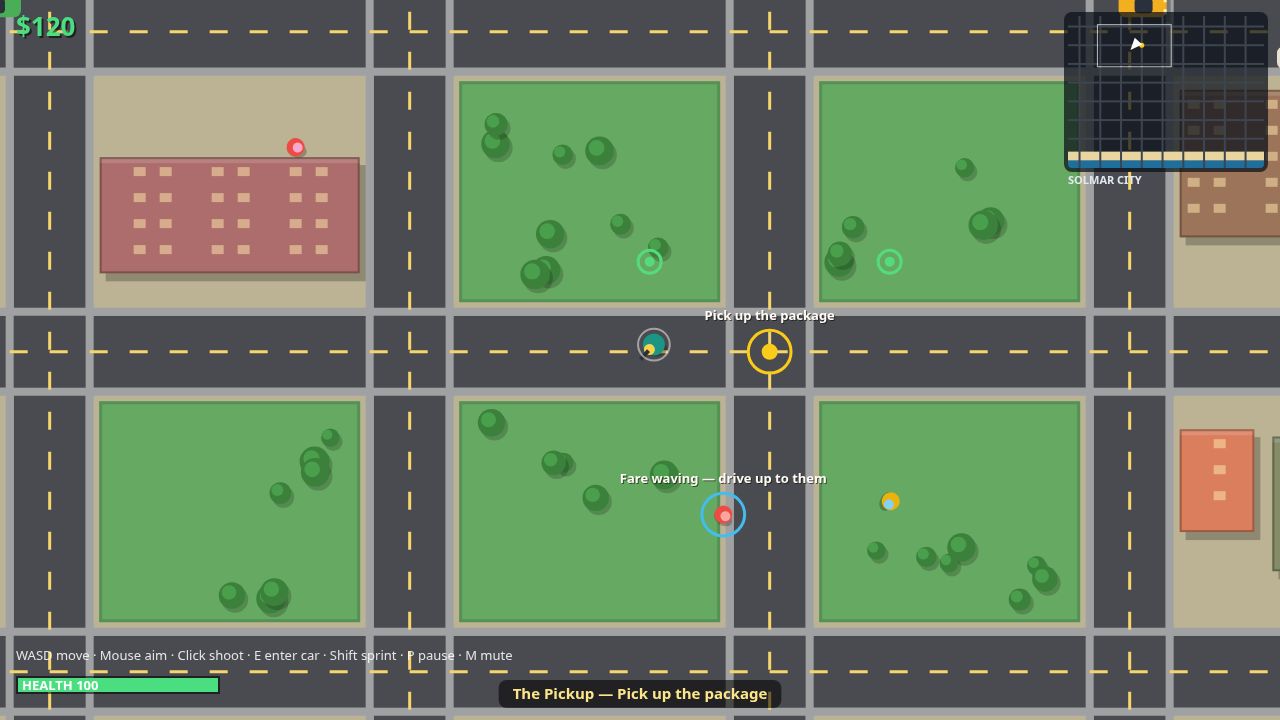 $120
SOLMAR CITY
Pick up the package
Fare waving — drive up to them
WASD move · Mouse aim · Click shoot · E enter car · Shift sprint · P pause · M mute
HEALTH 100
The Pickup — Pick up the package